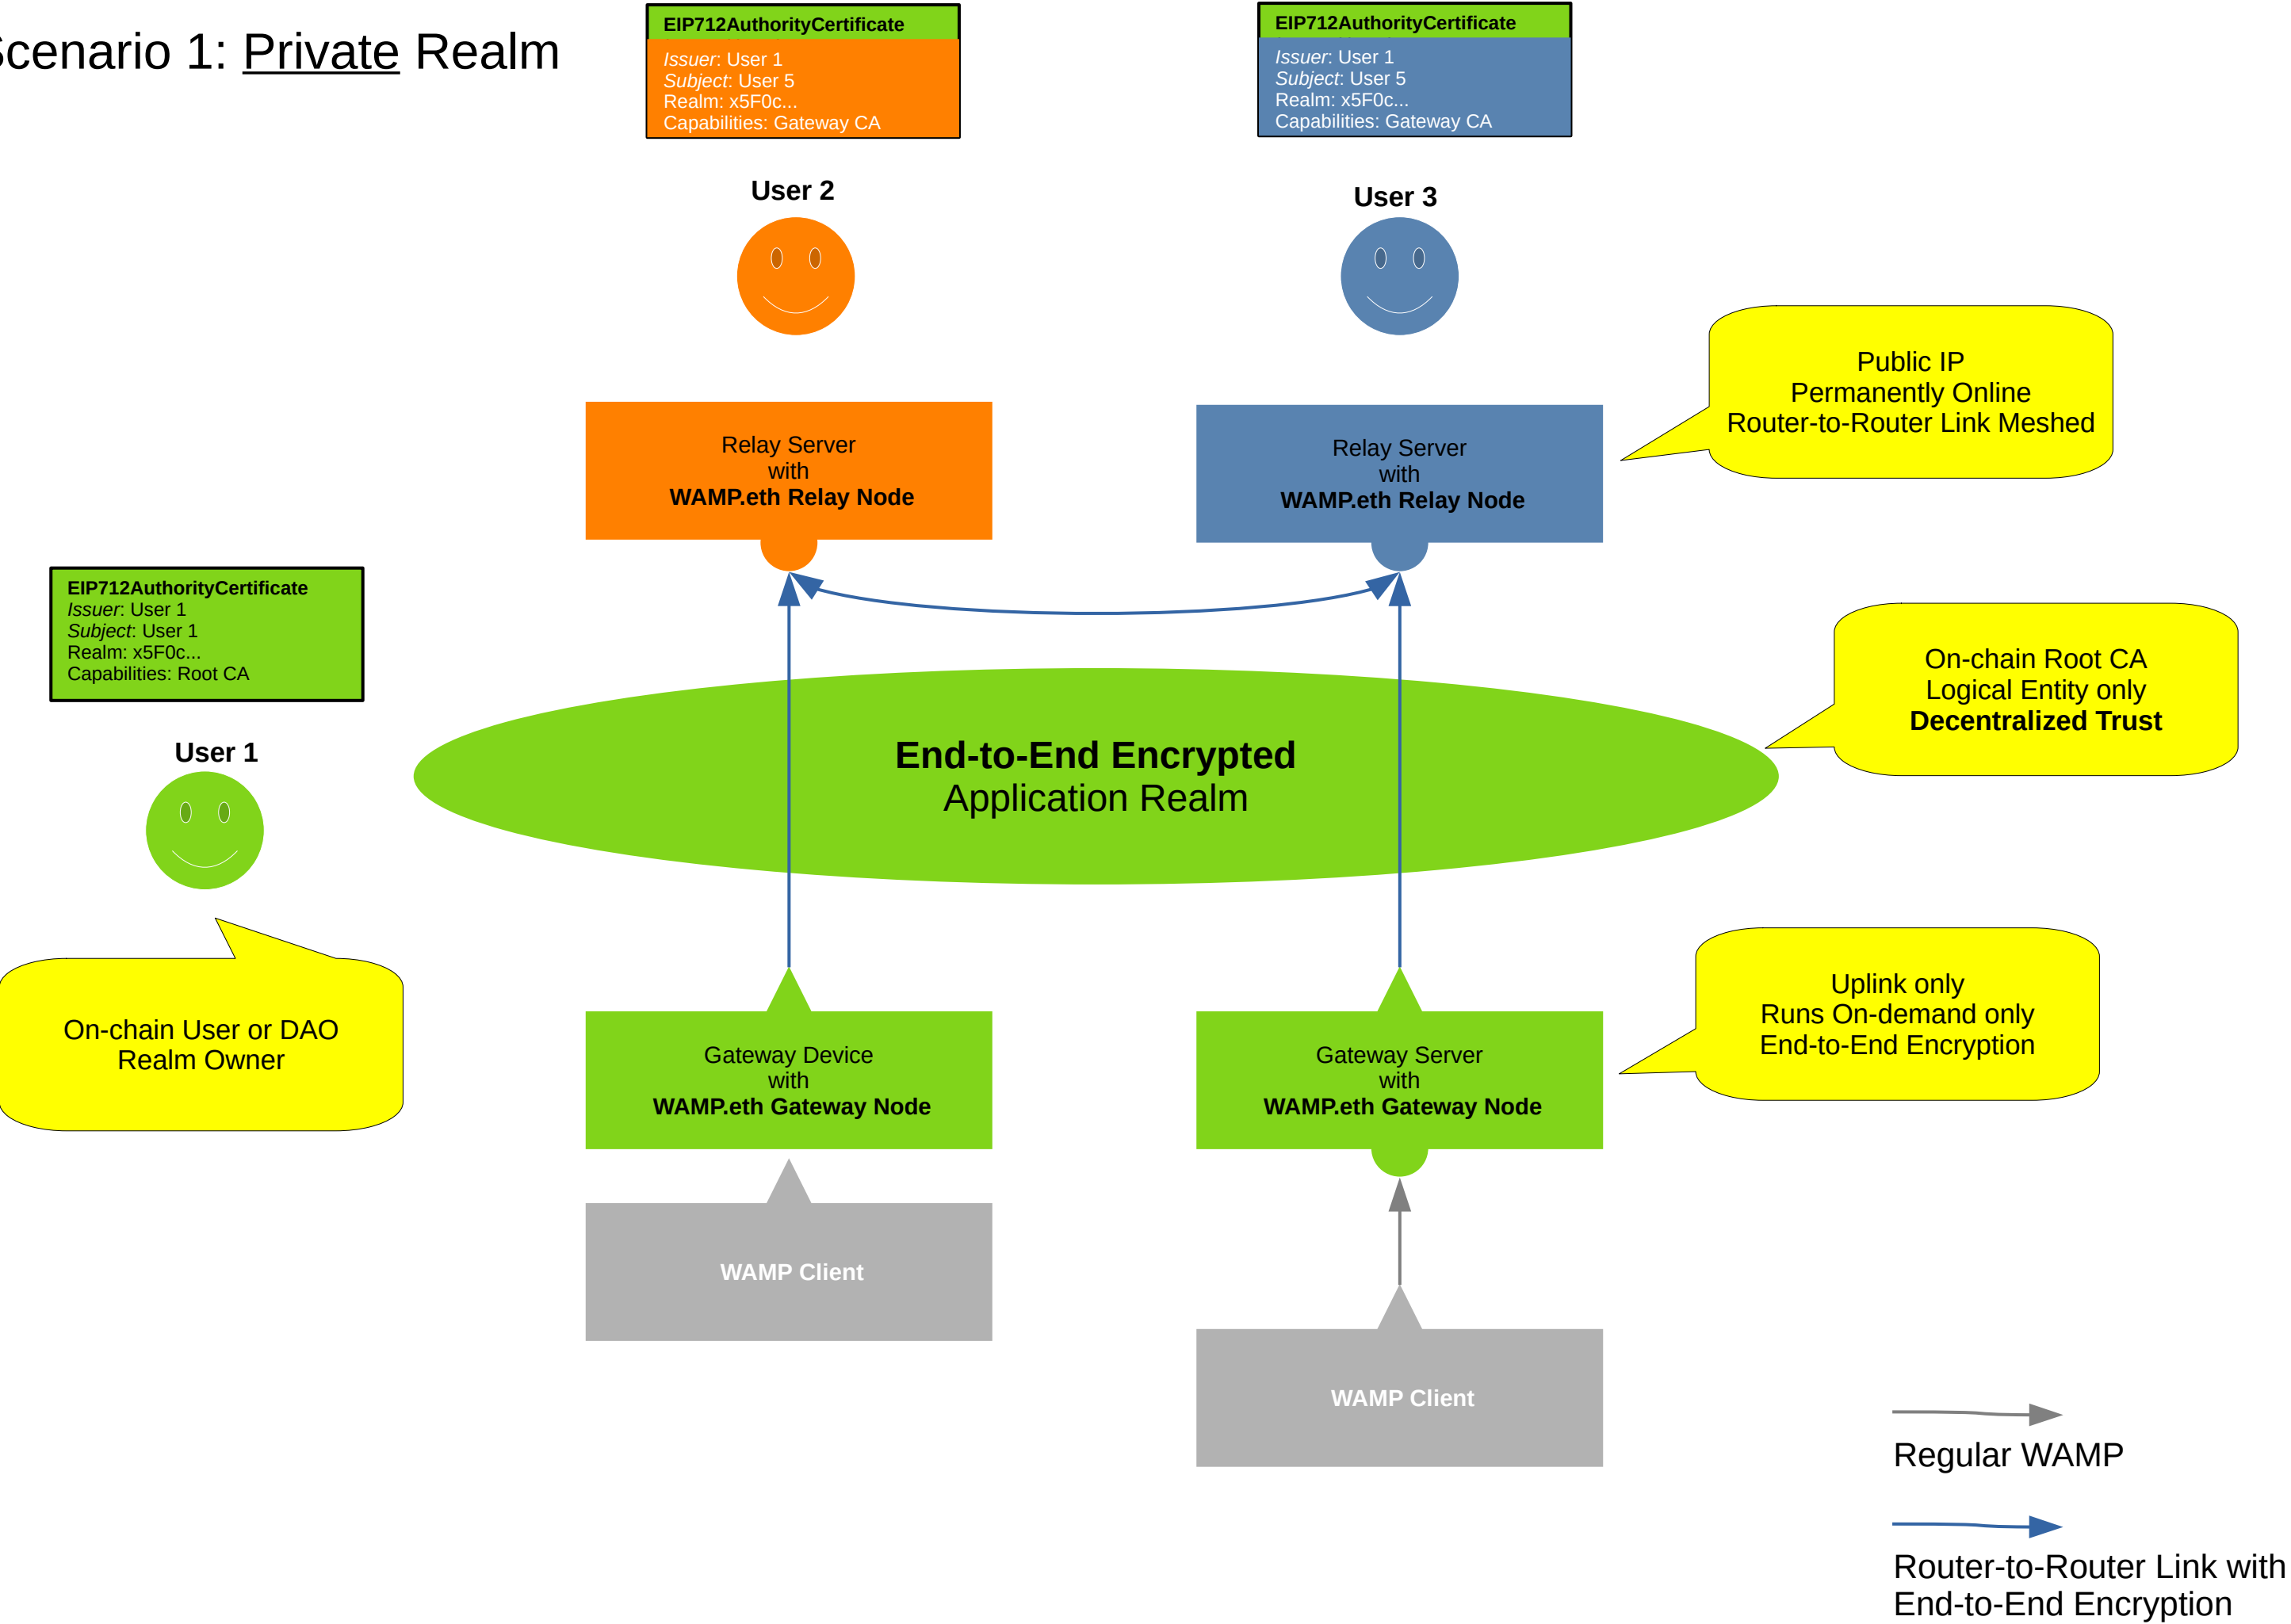 cenario 1: Private Realm
EIP712AuthorityCertificate
Issuer: User 1
Subject: User 5
Realm: x5F0c...
Capabilities: Gateway CA
EIP712AuthorityCertificate
Issuer: User 1
Subject: User 5
Realm: x5F0c...
Capabilities: Gateway CA
User 2
User 3
Public IP
Permanently Online
Router-to-Router Link Meshed
Relay Server
with
WAMP.eth Relay Node
Relay Server
with
WAMP.eth Relay Node
EIP712AuthorityCertificate
Issuer: User 1
Subject: User 1
Realm: x5F0c...
Capabilities: Root CA
User 1
On-chain Root CA
Logical Entity only
Decentralized Trust
End-to-End Encrypted
Application Realm
On-chain User or DAO
Realm Owner
Uplink only
Runs On-demand only
End-to-End Encryption
Gateway Device
with
WAMP.eth Gateway Node
Gateway Server
with
WAMP.eth Gateway Node
WAMP Client
WAMP Client
Regular WAMP
Router-to-Router Link with
End-to-End Encryption